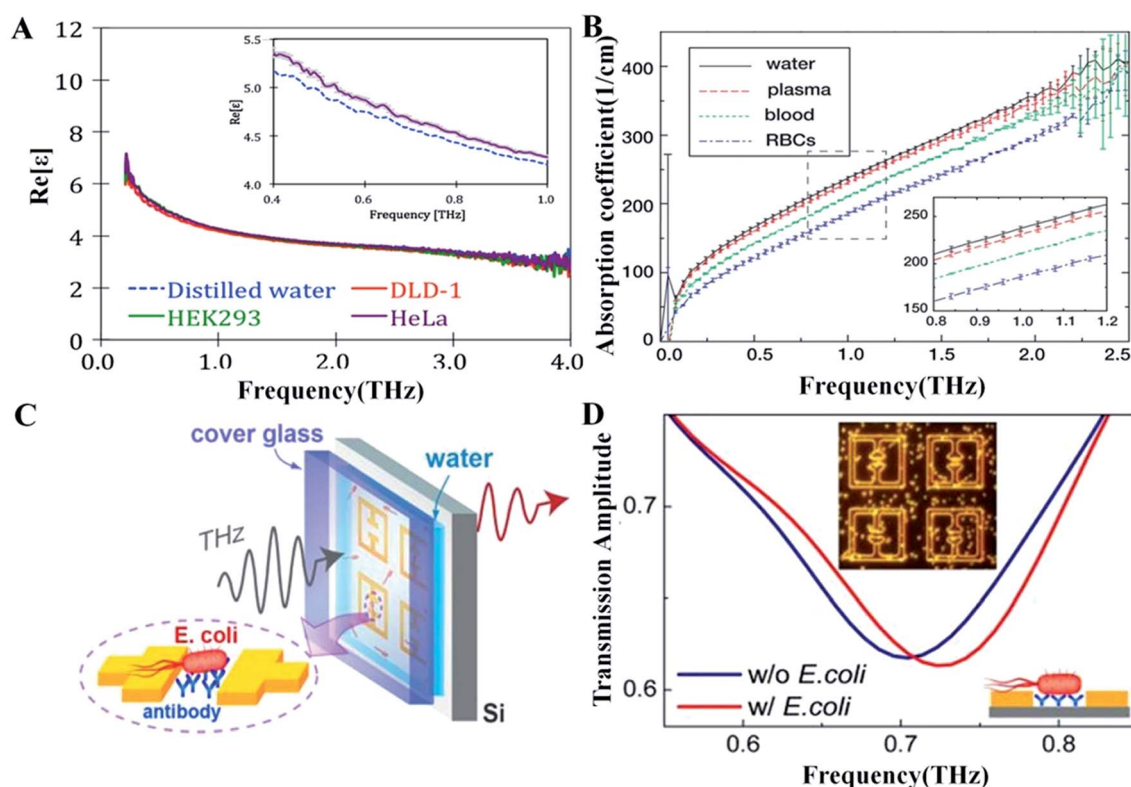 A
12
10
8
6
4
2
0
Re[ε]
0.0
1.0
2.0
3.0
4.0
Frequency(THz)
Distilled water
DLD-1
HEK293
HeLa
5.5
5.0
4.5
4.0
Re[ε]
0.4
0.6
0.8
1.0
Frequency [THz]
B
400
300
200
100
0
Absorption coefficient(1/cm)
water
plasma
blood
RBCs
250
200
150
0.8
0.9
1.0
1.1
1.2
0.0
0.5
1.0
1.5
2.0
2.5
Frequency(THz)
C
cover glass
water
THz
E. coli
antibody
Si
D
Transmission Amplitude
0.7
0.6
w/o E.coli
w/ E.coli
0.6
0.7
0.8
Frequency(THz)